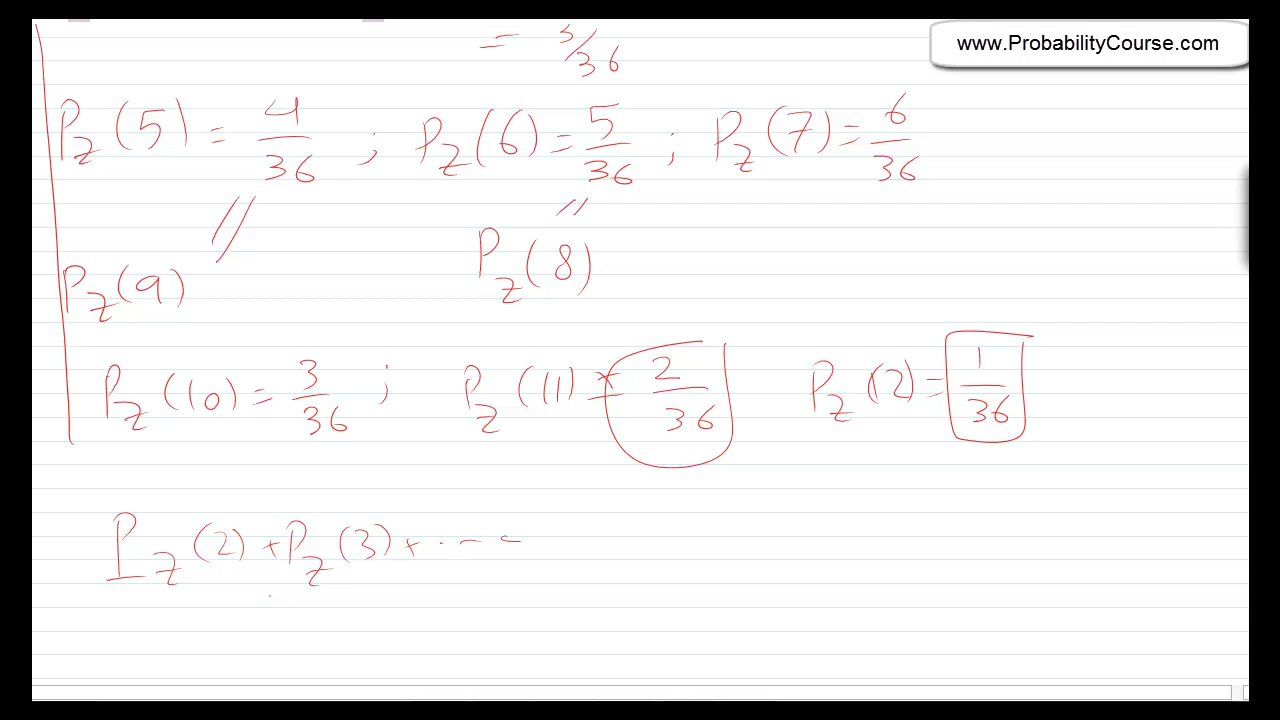 www.ProbabilityCourse.com
= 3/36
P_Z(5) = 4/36 ; P_Z(6) = 5/36 ; P_Z(7) = 6/36
// //
P_Z(9) P_Z(8)
P_Z(10) = 3/36 ; P_Z(11) = 2/36 P_Z(12) = 1/36
P_Z(2) + P_Z(3) + ...